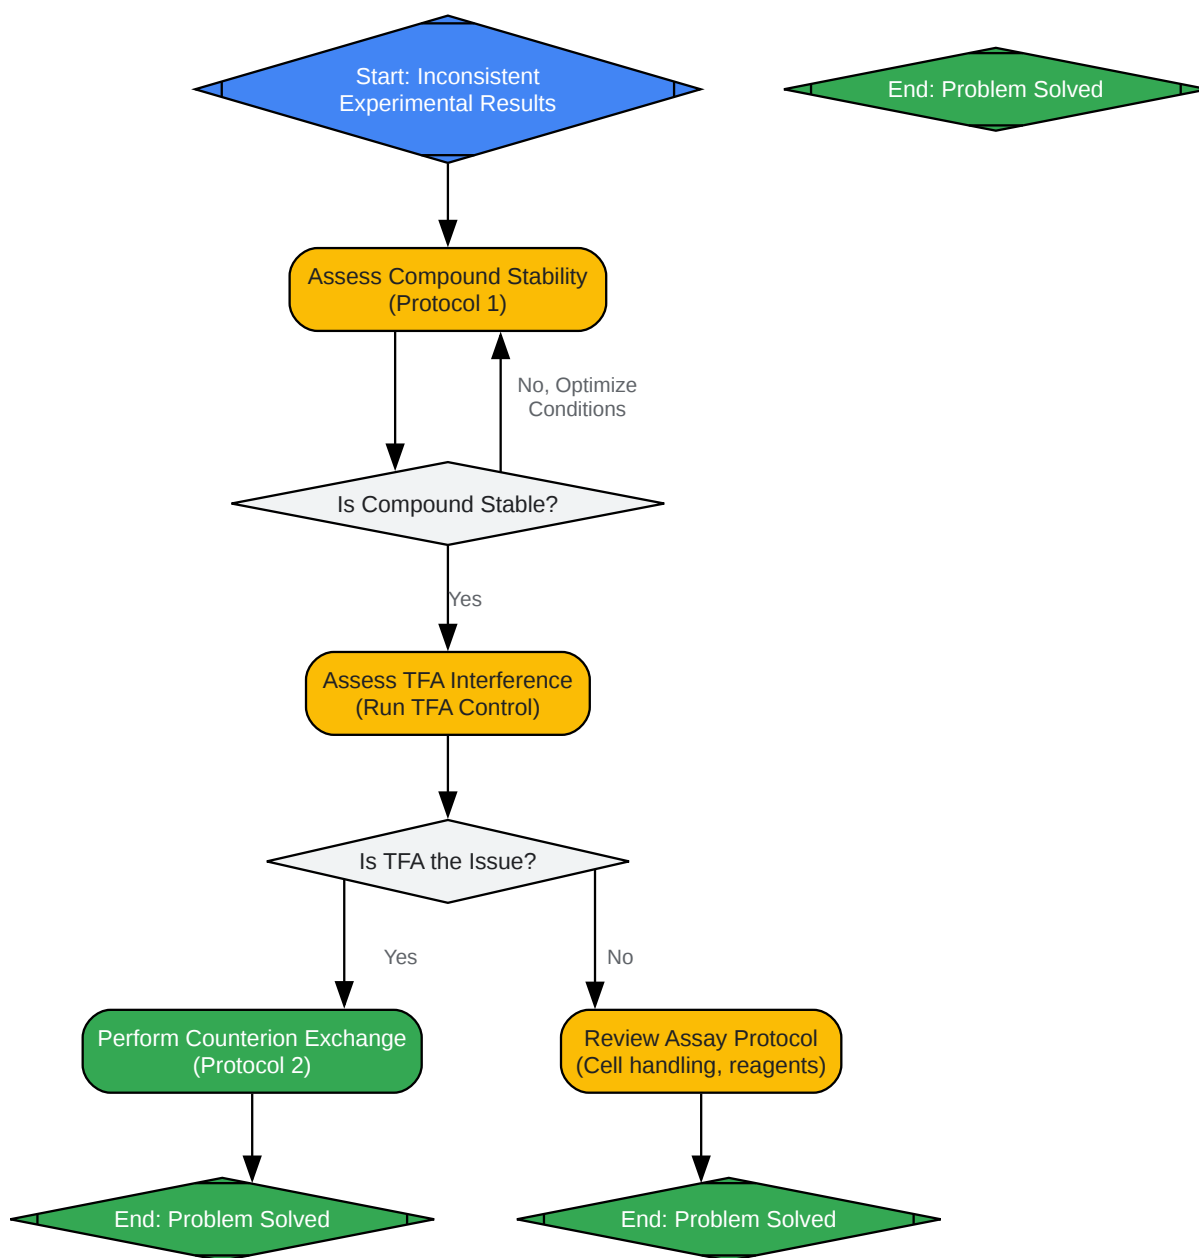 Start: Inconsistent
Experimental Results
End: Problem Solved
Assess Compound Stability
(Protocol 1)
No, Optimize
Conditions
Is Compound Stable?
Yes
Assess TFA Interference
(Run TFA Control)
Is TFA the Issue?
Yes
No
Perform Counterion Exchange
(Protocol 2)
Review Assay Protocol
(Cell handling, reagents)
End: Problem Solved
End: Problem Solved